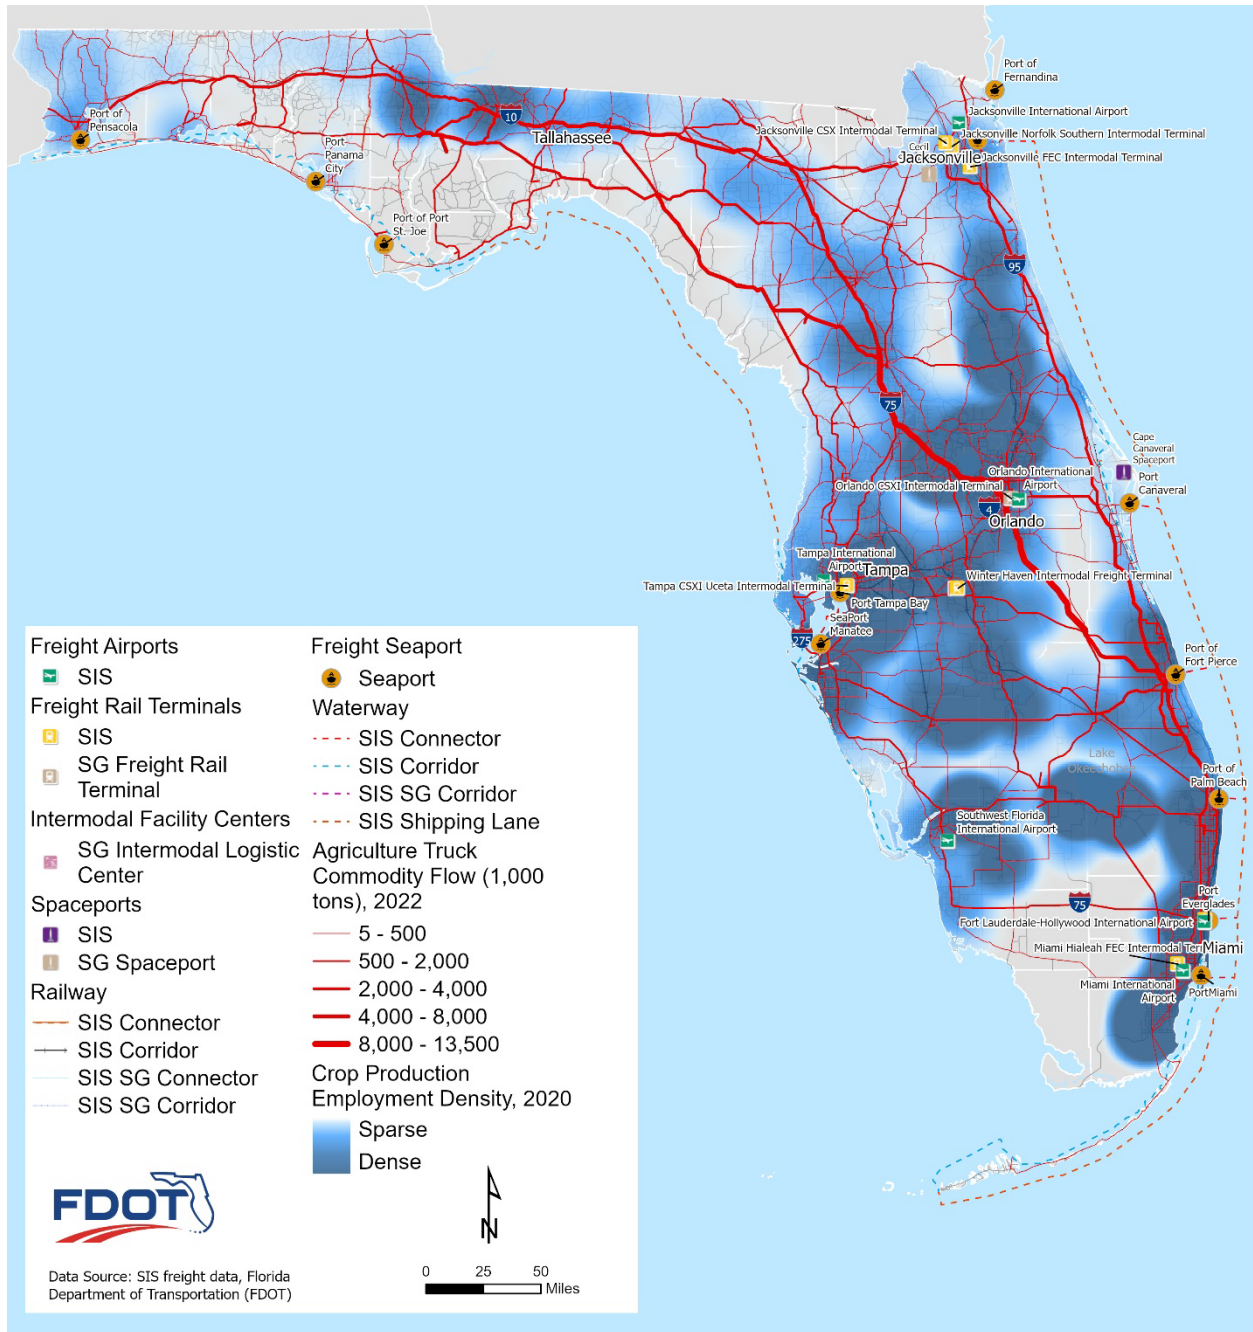 Port of
Fernandina
Jacksonville International Airport
Jacksonville CSX Intermodal Terminal
Jacksonville Norfolk Southern Intermodal Terminal
Cecil
Jacksonville
Jacksonville FEC Intermodal Terminal
Port of
Pensacola
10
Tallahassee
Port
Panama
City
Port of Port
St. Joe
95
75
Cape
Canaveral
Spaceport
Port
Canaveral
Orlando International
Airport
Orlando CSXI Intermodal Terminal
4
Orlando
Tampa International
Airport
Tampa
Tampa CSXI Uceta Intermodal Terminal
Winter Haven Intermodal Freight Terminal
Port Tampa Bay
SeaPort
Manatee
275
Port of
Fort Pierce
Lake
Okeechobee
Port of
Palm Beach
Southwest Florida
International Airport
75
Port
Everglades
Fort Lauderdale-Hollywood International Airport
Miami Hialeah FEC Intermodal Ter
Miami
Miami International
Airport
PortMiami
Freight Airports
SIS
Freight Rail Terminals
SIS
SG Freight Rail
Terminal
Intermodal Facility Centers
SG Intermodal Logistic
Center
Spaceports
SIS
SG Spaceport
Railway
SIS Connector
SIS Corridor
SIS SG Connector
SIS SG Corridor
Freight Seaport
Seaport
Waterway
SIS Connector
SIS Corridor
SIS SG Corridor
SIS Shipping Lane
Agriculture Truck
Commodity Flow (1,000
tons), 2022
5 - 500
500 - 2,000
2,000 - 4,000
4,000 - 8,000
8,000 - 13,500
Crop Production
Employment Density, 2020
Sparse
Dense
FDOT
N
Data Source: SIS freight data, Florida
Department of Transportation (FDOT)
0 25 50
Miles